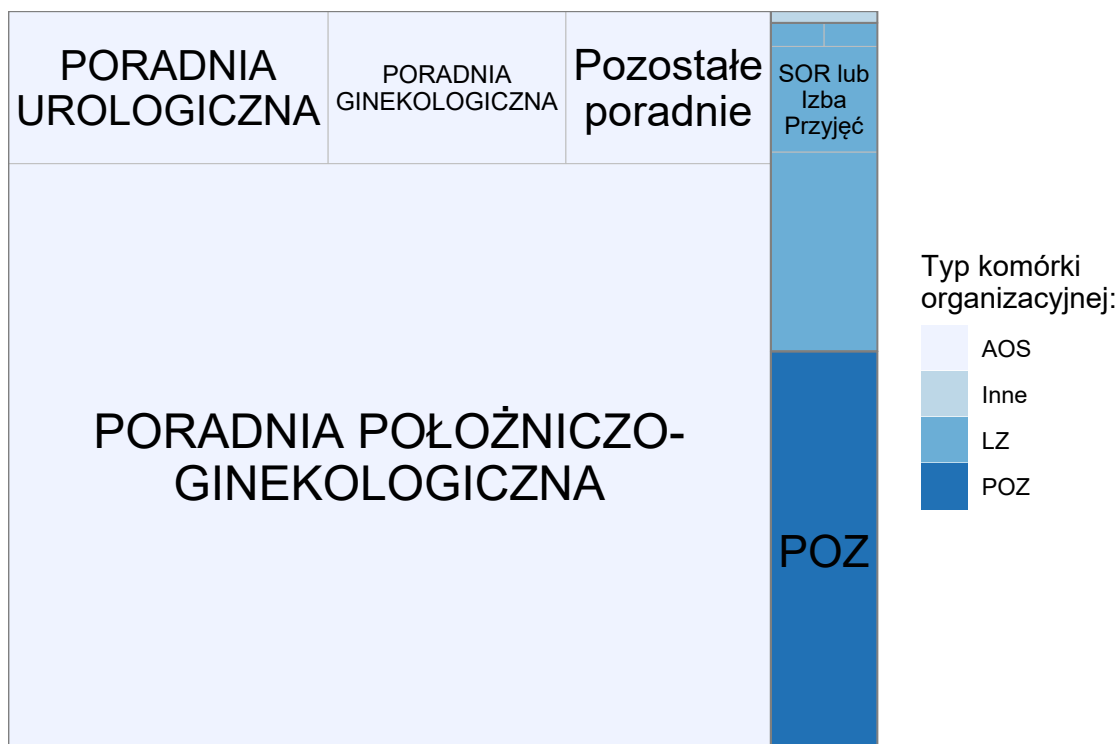 PORADNIA
UROLOGICZNA
PORADNIA
GINEKOLOGICZNA
Pozostałe
poradnie
SOR lub
Izba
Przyjęć
PORADNIA POŁOŻNICZO-
GINEKOLOGICZNA
POZ
Typ komórki
organizacyjnej:
AOS
Inne
LZ
POZ